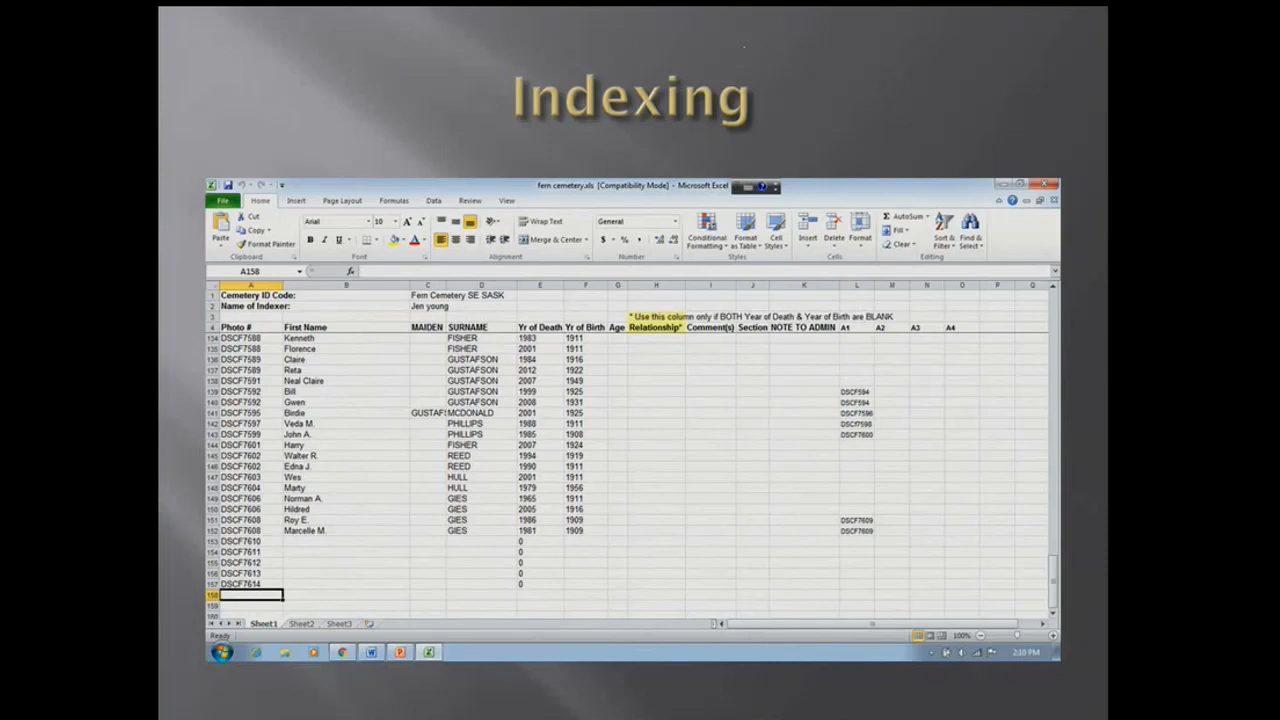 Indexing
fern cemetery.xls [Compatibility Mode] - Microsoft Excel
File Home Insert Page Layout Formulas Data Review View
Cut Arial 10 Wrap Text General AutoSum
Copy Fill
Paste Format Painter Merge & Center $ % , Conditional Formatting Format as Table Cell Styles Insert Delete Format Clear Sort & Filter Find & Select
Clipboard Font Alignment Number Styles Cells Editing
A158 fx
A B C D E F G H I J K L M N O P Q
1 Cemetery ID Code: Fern Cemetery SE SASK
2 Name of Indexer: Jen young
3 * Use this column only if BOTH Year of Death & Year of Birth are BLANK
4 Photo # First Name MAIDEN SURNAME Yr of Death Yr of Birth Age Relationship* Comment(s) Section NOTE TO ADMIN A1 A2 A3 A4
134 DSCF7588 Kenneth FISHER 1983 1911
135 DSCF7588 Florence FISHER 2001 1911
136 DSCF7589 Claire GUSTAFSON 1984 1916
137 DSCF7589 Reta GUSTAFSON 2012 1922
138 DSCF7591 Neal Claire GUSTAFSON 2007 1949
139 DSCF7592 Bill GUSTAFSON 1999 1925 DSCF594
140 DSCF7592 Gwen GUSTAFSON 2008 1931 DSCF594
141 DSCF7595 Birdie GUSTAF MCDONALD 2001 1925 DSCF7596
142 DSCF7597 Veda M. PHILLIPS 1988 1911 DSCf7598
143 DSCF7599 John A. PHILLIPS 1985 1908 DSCF7600
144 DSCF7601 Harry FISHER 2007 1924
145 DSCF7602 Walter R. REED 1994 1919
146 DSCF7602 Edna J. REED 1990 1911
147 DSCF7603 Wes HULL 2001 1911
148 DSCF7604 Marty HULL 1979 1956
149 DSCF7606 Norman A. GIES 1965 1911
150 DSCF7606 Hildred GIES 2005 1916
151 DSCF7608 Roy E. GIES 1986 1909 DSCF7609
152 DSCF7608 Marcelle M. GIES 1981 1909 DSCF7609
153 DSCF7610 0
154 DSCF7611 0
155 DSCF7612 0
156 DSCF7613 0
157 DSCF7614 0
158
159
160
Sheet1 Sheet2 Sheet3
Ready 100%
2:10 PM